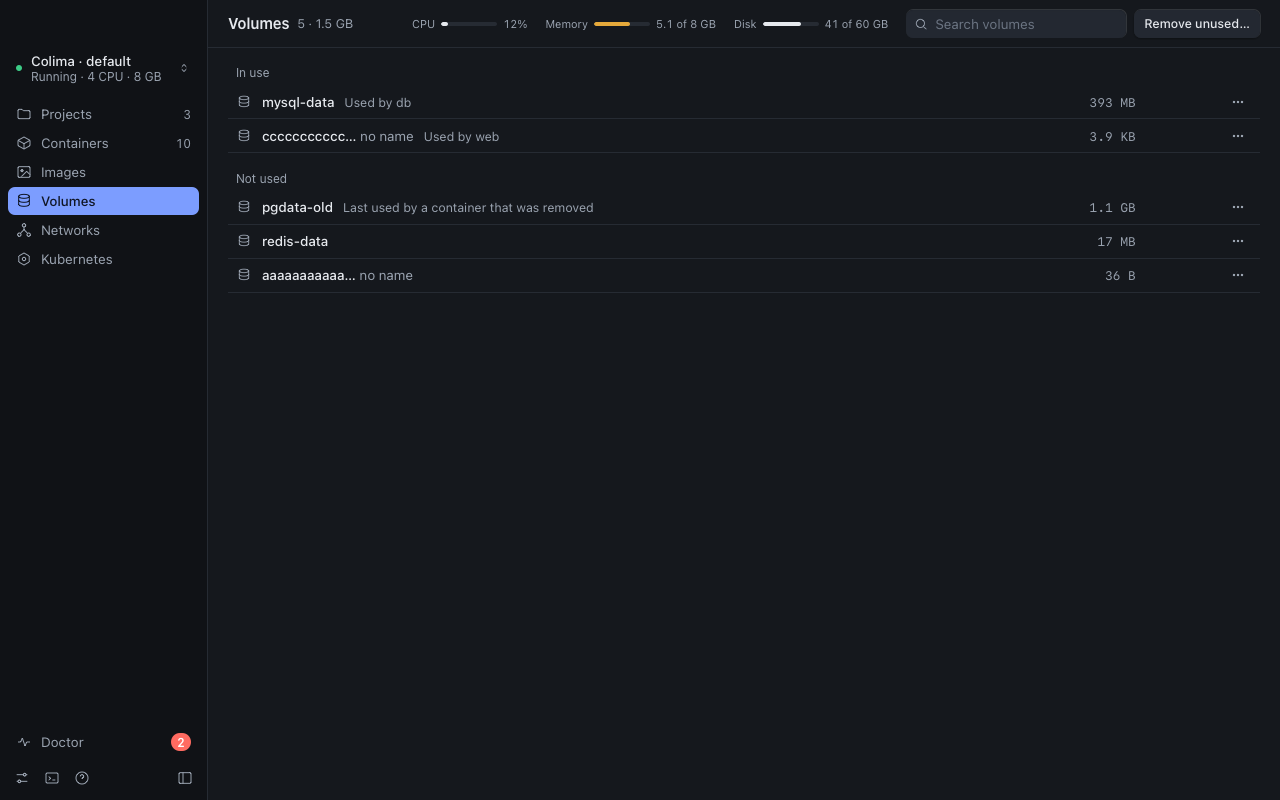 Colima · default
Running · 4 CPU · 8 GB
Projects 3
Containers 10
Images
Volumes
Networks
Kubernetes
Doctor 2
Volumes 5 · 1.5 GB CPU 12% Memory 5.1 of 8 GB Disk 41 of 60 GB Search volumes Remove unused...
In use
mysql-data Used by db 393 MB
ccccccccccc... no name Used by web 3.9 KB
Not used
pgdata-old Last used by a container that was removed 1.1 GB
redis-data 17 MB
aaaaaaaaaaa... no name 36 B